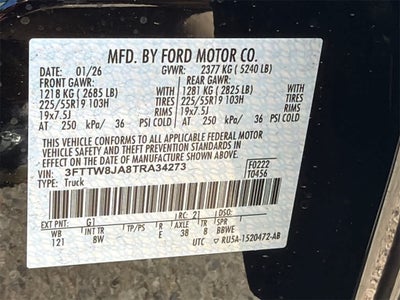 MFD. BY FORD MOTOR CO.
DATE: 01/26 GVWR: 2377 KG ( 5240 LB)
FRONT GAWR: REAR GAWR:
1218 KG ( 2685 LB) WITH 1281 KG ( 2825 LB) WITH
225/55R19 103H TIRES 225/55R19 103H TIRES
19x7.5J RIMS 19x7.5J RIMS
AT 250 kPa/ 36 PSI COLD AT 250 kPa/ 36 PSI COLD
THIS VEHICLE CONFORMS TO ALL APPLICABLE FEDERAL MOTOR
VEHICLE SAFETY AND THEFT PREVENTION STANDARDS IN
EFFECT ON THE DATE OF MANUFACTURE SHOWN ABOVE.
VIN: 3FTTW8JA8TRA34273 F0222
TYPE: Truck T0456
EXT PNT: G1 RC: 21 DSO:
WB INT TR TR AXLE TR SPR
121 8W 38 8 BBWE
UTC RU5A-1520472-AB